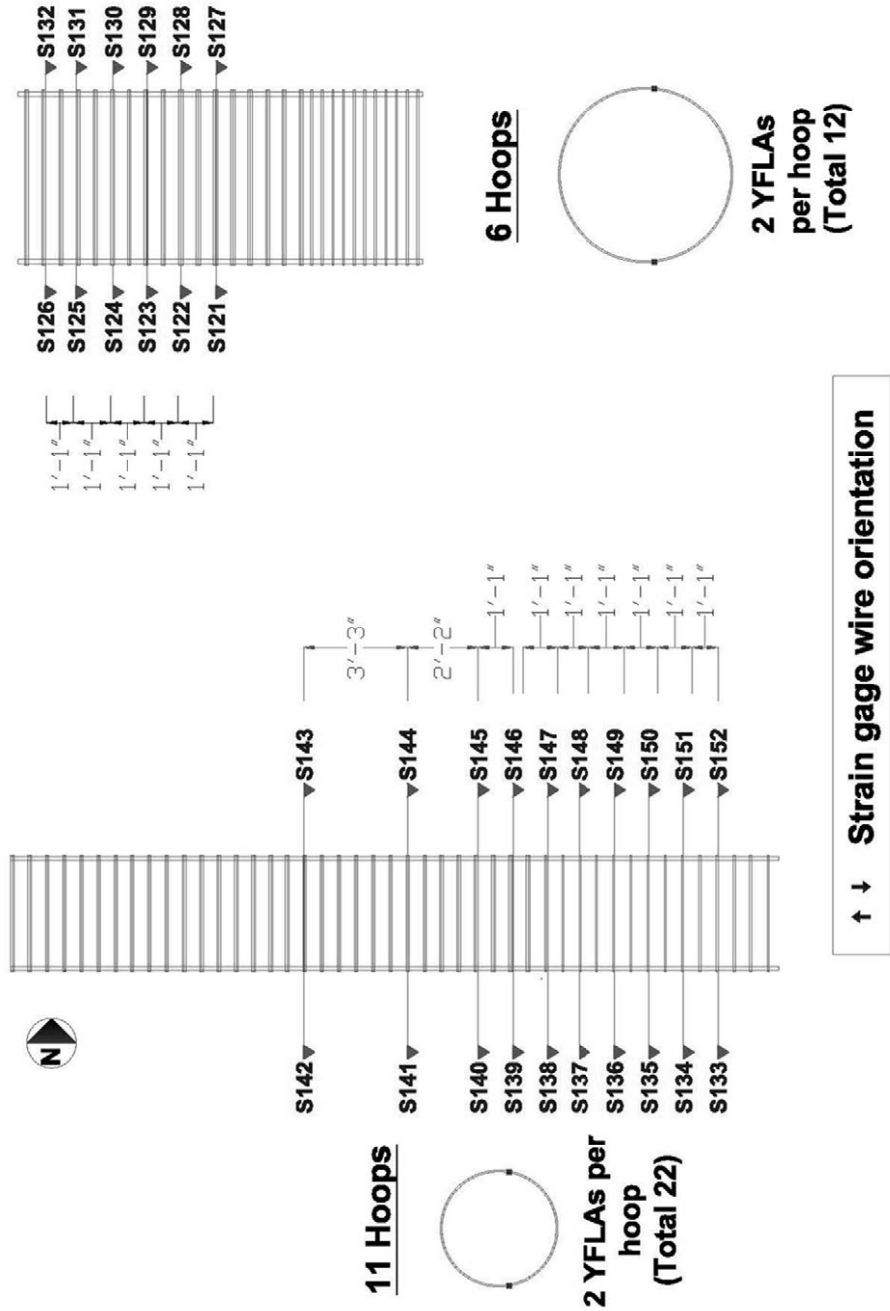 S126
S125
S124
S123
S122
S121
S132
S131
S130
S129
S128
S127
1'-1"
1'-1"
1'-1"
1'-1"
1'-1"
6 Hoops
2 YFLAs
per hoop
(Total 12)
N
S142
S141
S140
S139
S138
S137
S136
S135
S134
S133
S143
S144
S145
S146
S147
S148
S149
S150
S151
S152
3'-3"
2'-2"
1'-1"
1'-1"
1'-1"
1'-1"
1'-1"
1'-1"
1'-1"
11 Hoops
2 YFLAs per
hoop
(Total 22)
Strain gage wire orientation